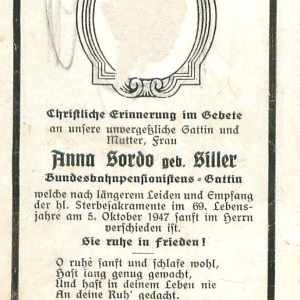 Christliche Erinnerung im Gebete
an unsere unvergeßliche Gattin und
Mutter, Frau
Anna Sordo geb. Siller
Bundesbahnpensionistens-Gattin
welche nach längerem Leiden und Empfang
der hl. Sterbesakramente im 69. Lebens-
jahre am 5. Oktober 1947 sanft im Herrn
verschieden ist.
Sie ruhe in Frieden!
O ruhe sanft und schlafe wohl,
Hast lang genug gewacht,
Und hast in deinem Leben nie
An deine Ruh' gedacht.